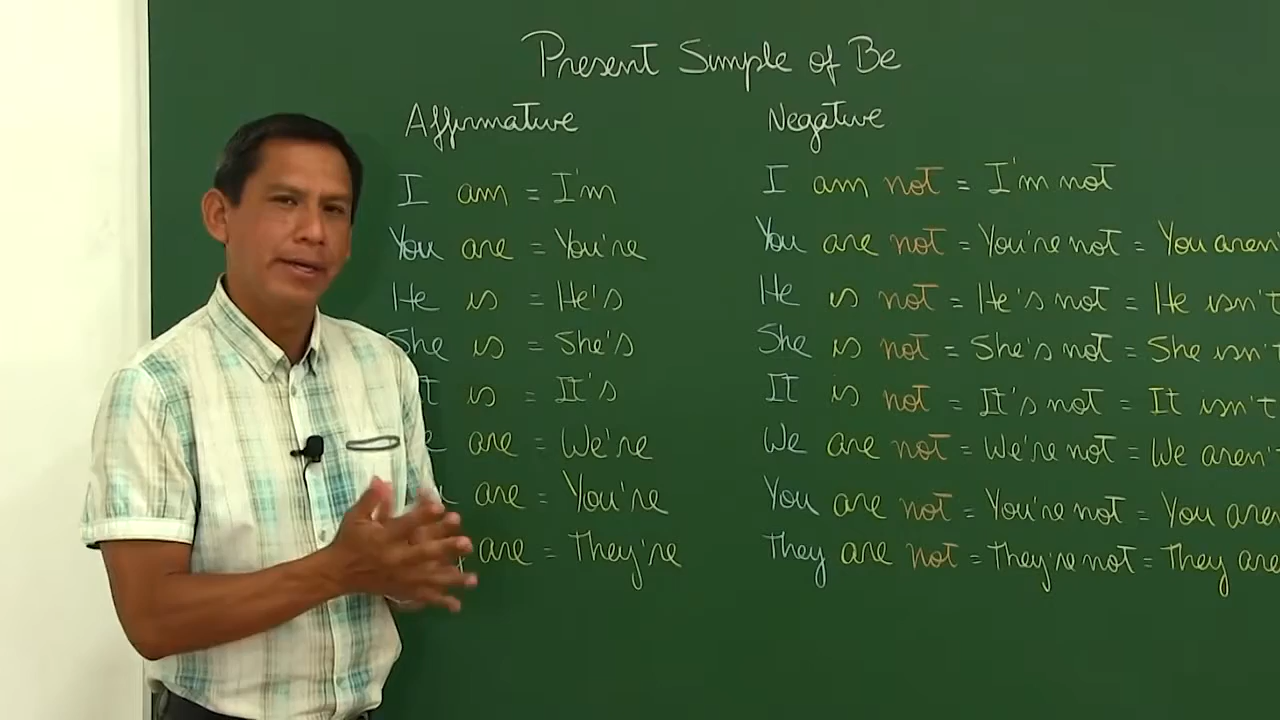 Present Simple of Be
Affirmative Negative
I am = I'm I am not = I'm not
You are = You're You are not = You're not = You aren'
He is = He's He is not = He's not = He isn't
She is = She's She is not = She's not = She isn't
t is = It's It is not = It's not = It isn't
e are = We're We are not = We're not = We aren'
are = You're You are not = You're not = You aren
y are = They're They are not = They're not = They are